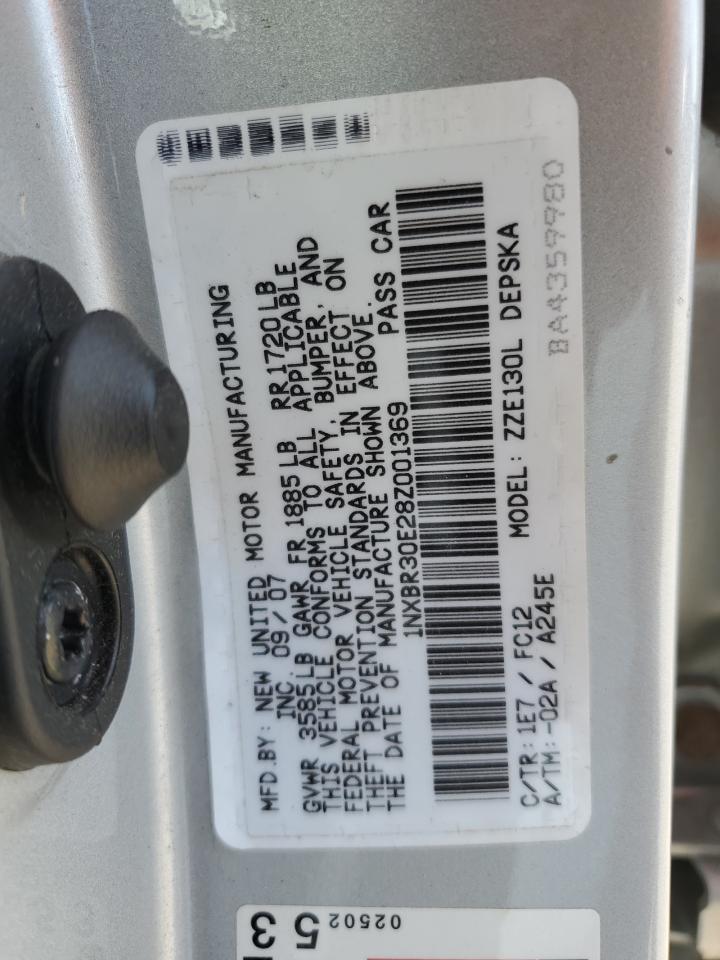 MFD.BY: NEW UNITED MOTOR MANUFACTURING
INC. 09/07
GVWR 3585LB GAWR FR 1885LB RR1720LB
THIS VEHICLE CONFORMS TO ALL APPLICABLE
FEDERAL MOTOR VEHICLE SAFETY, BUMPER, AND
THEFT PREVENTION STANDARDS IN EFFECT ON
THE DATE OF MANUFACTURE SHOWN ABOVE.
1NXBR30E28Z001369 PASS CAR
C/TR: 1E7 / FC12 MODEL: ZZE130L DEPSKA
A/TM: -02A / A245E
BA4359980
02502
5
3